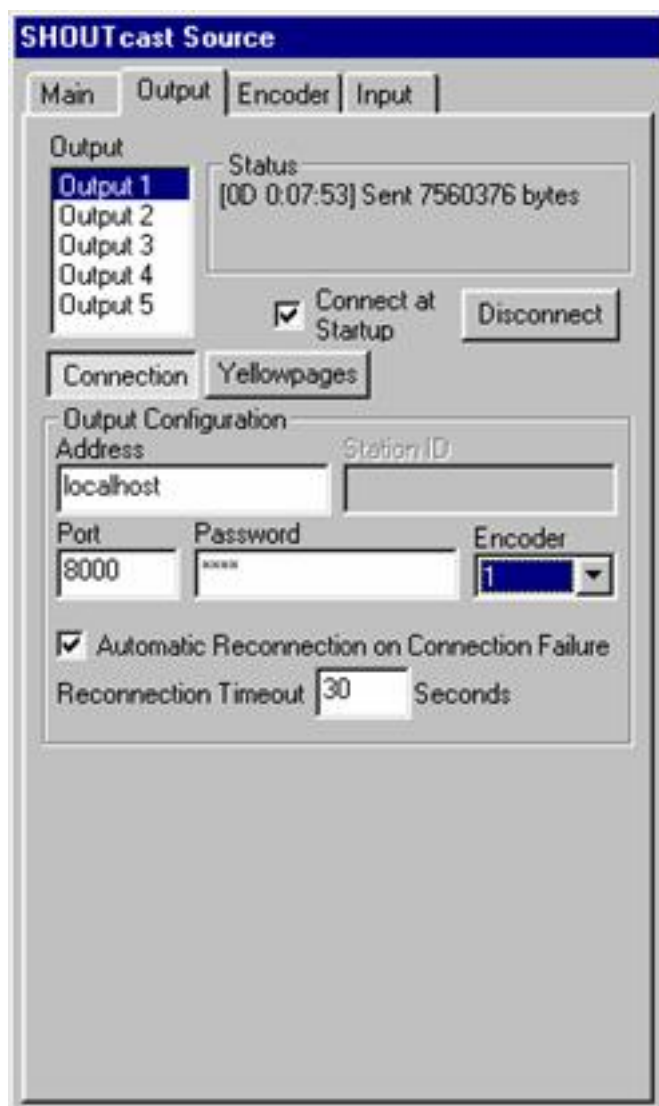 SHOUTcast Source
Main Output Encoder Input
Output
Output 1
Output 2
Output 3
Output 4
Output 5
Status
[0D 0:07:53] Sent 7560376 bytes
Connect at
Startup
Disconnect
Connection Yellowpages
Output Configuration
Address Station ID
localhost
Port Password Encoder
8000 **** 1
Automatic Reconnection on Connection Failure
Reconnection Timeout 30 Seconds